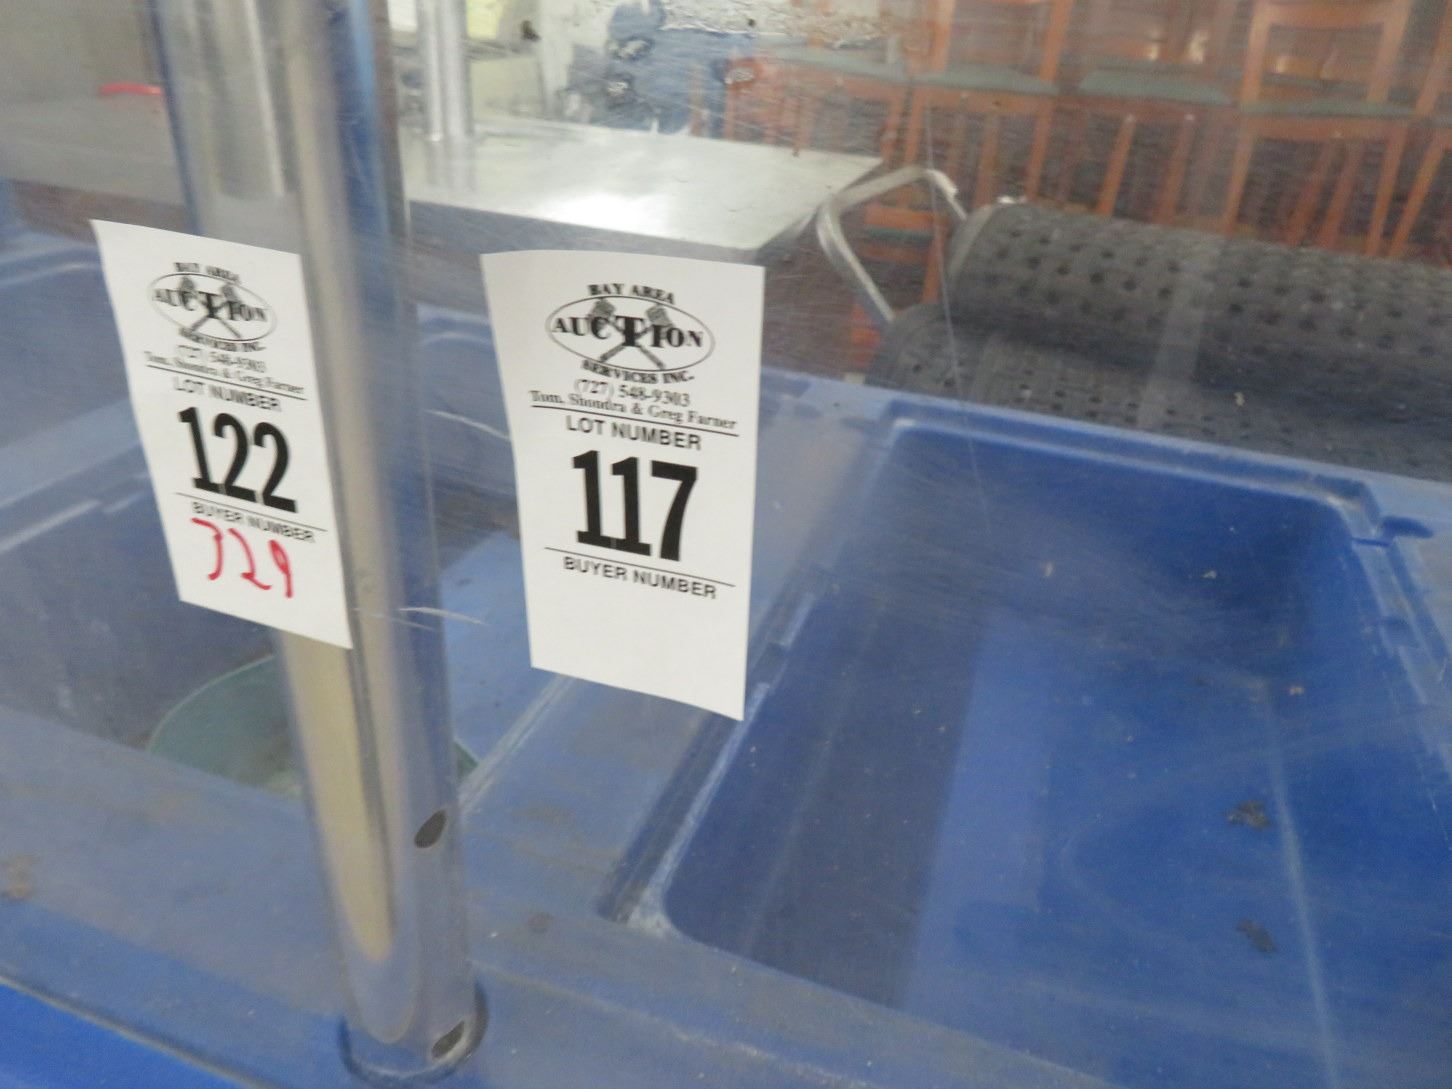 BAY AREA
AUCTION
SERVICES INC.
(727) 548-9303
Tom, Shondra & Greg Farner
LOT NUMBER
122
BUYER NUMBER
729
BAY AREA
AUCTION
SERVICES INC.
(727) 548-9303
Tom, Shondra & Greg Farner
LOT NUMBER
117
BUYER NUMBER